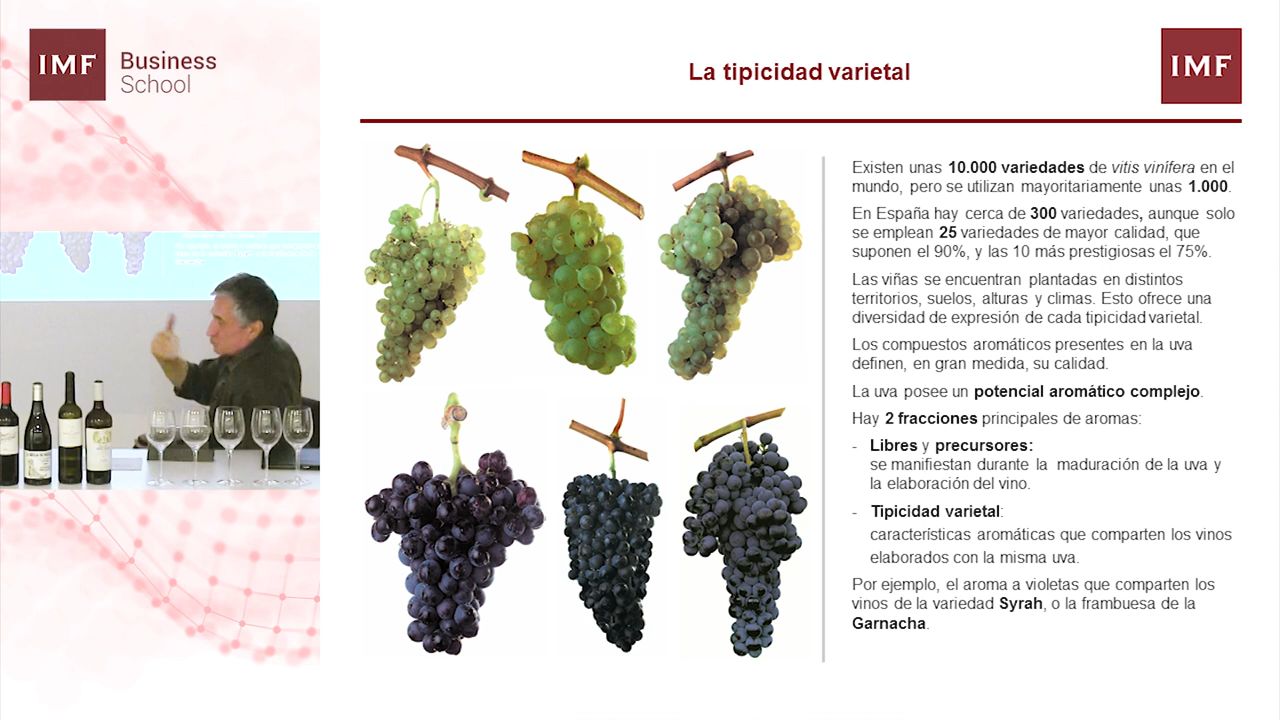 IMF Business
School
La tipicidad varietal
IMF
Existen unas 10.000 variedades de vitis vinífera en el
mundo, pero se utilizan mayoritariamente unas 1.000.
En España hay cerca de 300 variedades, aunque solo
se emplean 25 variedades de mayor calidad, que
suponen el 90%, y las 10 más prestigiosas el 75%.
Las viñas se encuentran plantadas en distintos
territorios, suelos, alturas y climas. Esto ofrece una
diversidad de expresión de cada tipicidad varietal.
Los compuestos aromáticos presentes en la uva
definen, en gran medida, su calidad.
La uva posee un potencial aromático complejo.
Hay 2 fracciones principales de aromas:
- Libres y precursores:
se manifiestan durante la maduración de la uva y
la elaboración del vino.
- Tipicidad varietal:
características aromáticas que comparten los vinos
elaborados con la misma uva.
Por ejemplo, el aroma a violetas que comparten los
vinos de la variedad Syrah, o la frambuesa de la
Garnacha.